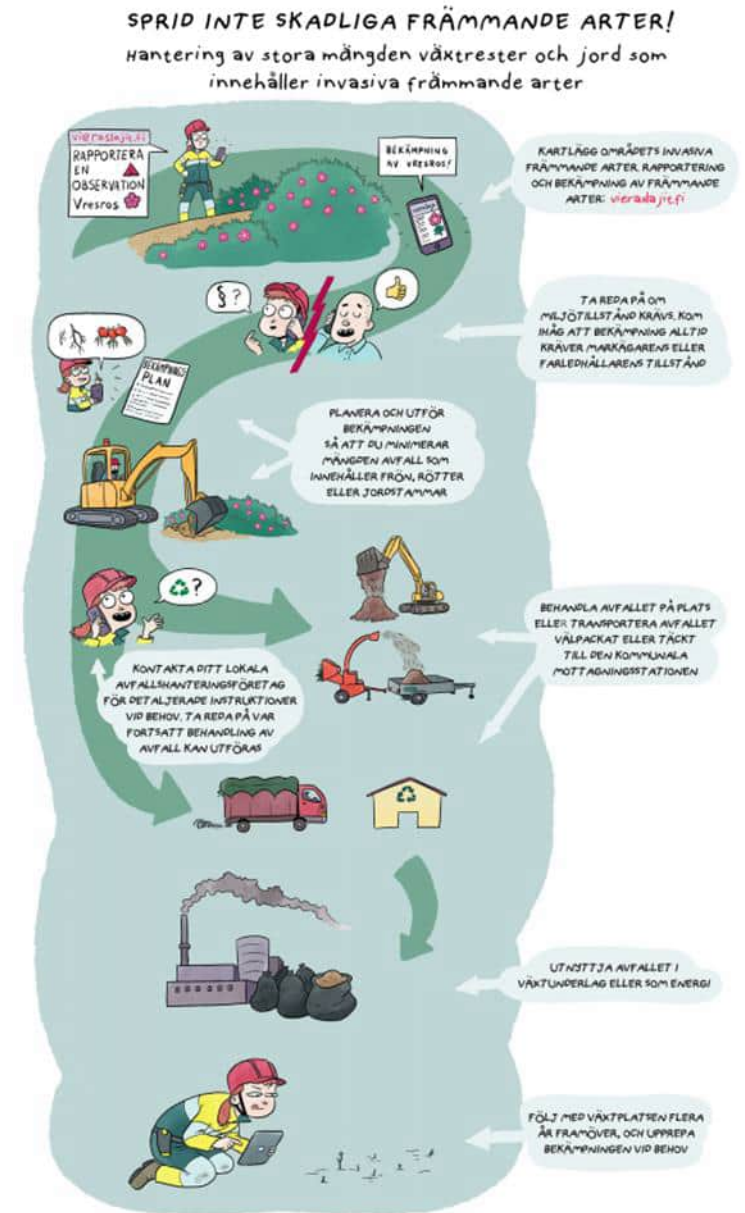 SPRID INTE SKADLIGA FRÄMMANDE ARTER!
Hantering av stora mängden växtrester och jord som
innehåller invasiva främmande arter
vieraslajit.fi
RAPPORTERA
EN
OBSERVATION
Vresros
BEKÄMPNING
AV VRESROS!
KARTLÄGG OMRÅDETS INVASIVA
FRÄMMANDE ARTER. RAPPORTERING
OCH BEKÄMPNING AV FRÄMMANDE
ARTER: vieraslajit.fi
§?
TA REDA PÅ OM
MILJÖTILLSTÅND KRÄVS. KOM
IHÅG ATT BEKÄMPNING ALLTID
KRÄVER MARKÄGARENS ELLER
FARLEDHÅLLARENS TILLSTÅND
BEKÄMPNINGS
PLAN
PLANERA OCH UTFÖR
BEKÄMPNINGEN
SÅ ATT DU MINIMERAR
MÄNGDEN AVFALL SOM
INNEHÅLLER FRÖN, RÖTTER
ELLER JORDSTAMMAR
?
BEHANDLA AVFALLET PÅ PLATS
ELLER TRANSPORTERA AVFALLET
VÄLPACKAT ELLER TÄCKT
TILL DEN KOMMUNALA
MOTTAGNINGSSTATIONEN
KONTAKTA DITT LOKALA
AVFALLSHANTERINGSFÖRETAG
FÖR DETALJERADE INSTRUKTIONER
VID BEHOV. TA REDA PÅ VAR
FORTSATT BEHANDLING AV
AVFALL KAN UTFÖRAS
UTNYTTJA AVFALLET I
VÄXTUNDERLAG ELLER SOM ENERGI
FÖLJ MED VÄXTPLATSEN FLERA
ÅR FRAMÖVER, OCH UPPREPA
BEKÄMPNINGEN VID BEHOV